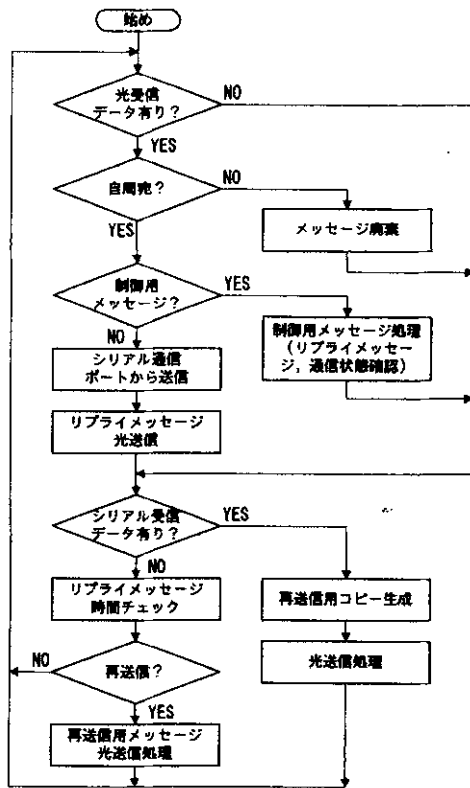 始め
光受信
データ有り？
NO
YES
自局宛？
NO
YES
メッセージ廃棄
制御用
メッセージ？
YES
NO
制御用メッセージ処理
（リプライメッセー
ジ，通信状態確認）
シリアル通信
ポートから送信
リプライメッセージ
光送信
シリアル受信
データ有り？
YES
NO
リプライメッセージ
時間チェック
再送信用コピー生成
再送信？
NO
YES
光送信処理
再送信用メッセージ
光送信処理